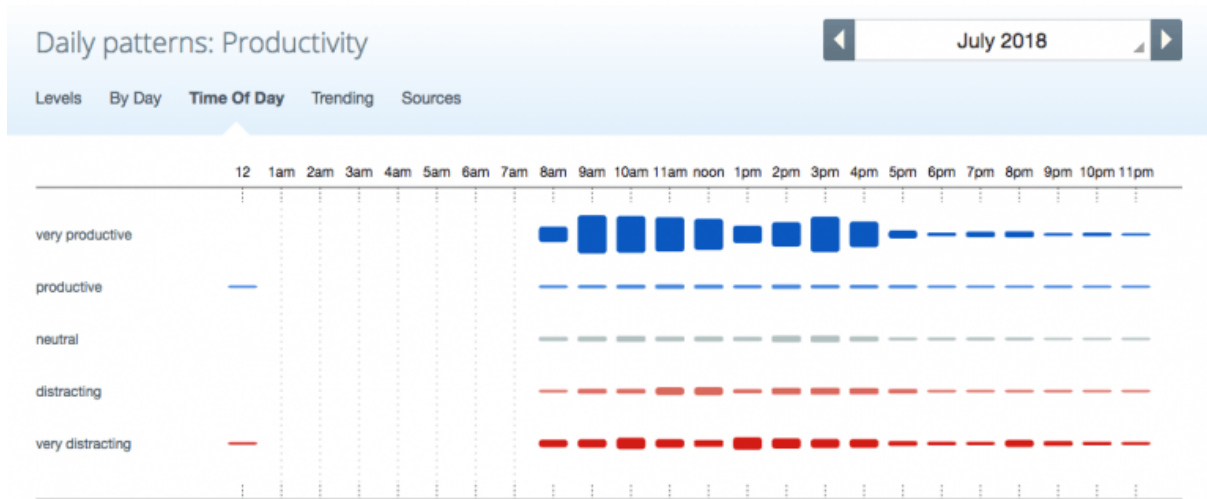 Daily patterns: Productivity
July 2018
Levels By Day Time Of Day Trending Sources
12 1am 2am 3am 4am 5am 6am 7am 8am 9am 10am 11am noon 1pm 2pm 3pm 4pm 5pm 6pm 7pm 8pm 9pm 10pm 11pm
very productive
productive
neutral
distracting
very distracting